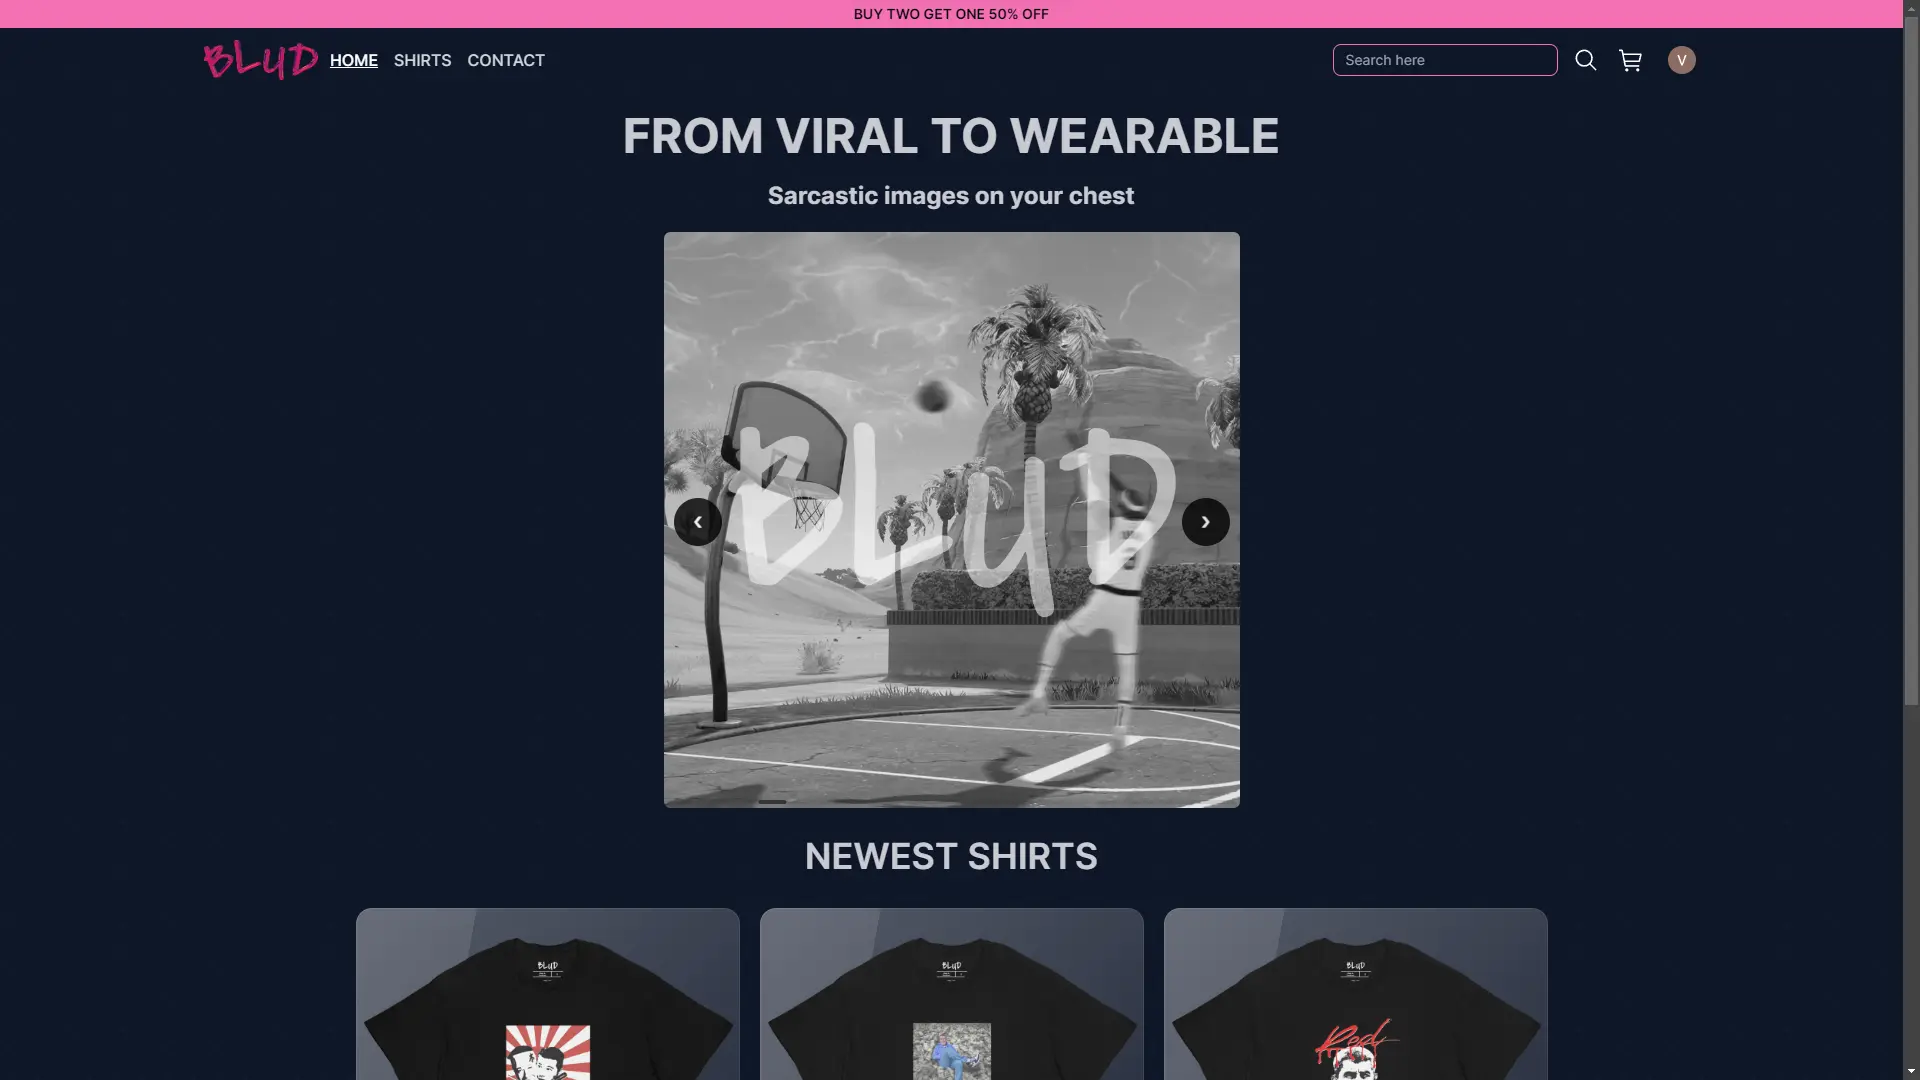 BUY TWO GET ONE 50% OFF
BLUD
HOME
SHIRTS
CONTACT
Search here
V
FROM VIRAL TO WEARABLE
Sarcastic images on your chest
BLUD
‹
›
NEWEST SHIRTS
BLUD
BLUD
BLUD
Red